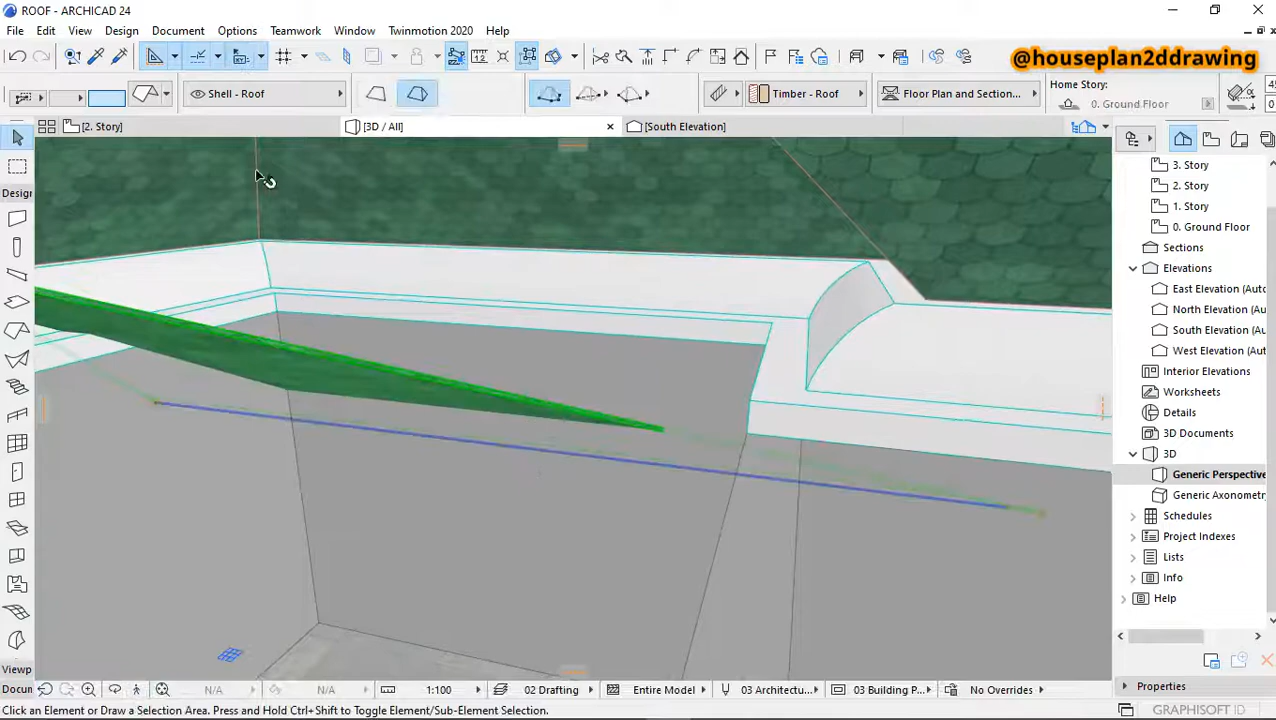 ROOF - ARCHICAD 24
File Edit View Design Document Options Teamwork Twinmotion 2020 Window Help
@houseplan2ddrawing
Shell - Roof
Timber - Roof
Floor Plan and Section...
Home Story:
0. Ground Floor
[2. Story]
[3D / All]
[South Elevation]
Design
3. Story
2. Story
1. Story
0. Ground Floor
Sections
Elevations
East Elevation (Auto
North Elevation (Au
South Elevation (Au
West Elevation (Aut
Interior Elevations
Worksheets
Details
3D Documents
3D
Generic Perspective
Generic Axonometr
Schedules
Project Indexes
Lists
Info
Help
Properties
Viewp
Docun
N/A
N/A
1:100
02 Drafting
Entire Model
03 Architectu...
03 Building P...
No Overrides
Click an Element or Draw a Selection Area. Press and Hold Ctrl+Shift to Toggle Element/Sub-Element Selection.
GRAPHISOFT ID